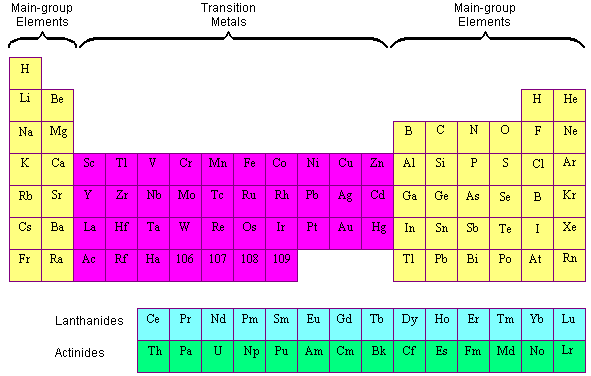 Main-group
Elements
Transition
Metals
Main-group
Elements
H
Li Be H He
Na Mg B C N O F Ne
K Ca Sc Tl V Cr Mn Fe Co Ni Cu Zn Al Si P S Cl Ar
Rb Sr Y Zr Nb Mo Tc Ru Rh Pb Ag Cd Ga Ge As Se B Kr
Cs Ba La Hf Ta W Re Os Ir Pt Au Hg In Sn Sb Te I Xe
Fr Ra Ac Rf Ha 106 107 108 109 Tl Pb Bi Po At Rn
Lanthanides Ce Pr Nd Pm Sm Eu Gd Tb Dy Ho Er Tm Yb Lu
Actinides Th Pa U Np Pu Am Cm Bk Cf Es Fm Md No Lr